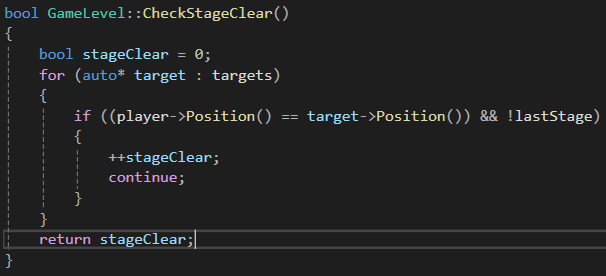 bool GameLevel::CheckStageClear()
{
    bool stageClear = 0;
    for (auto* target : targets)
    {
        if ((player->Position() == target->Position()) && !lastStage)
        {
            ++stageClear;
            continue;
        }
    }
    return stageClear;
}